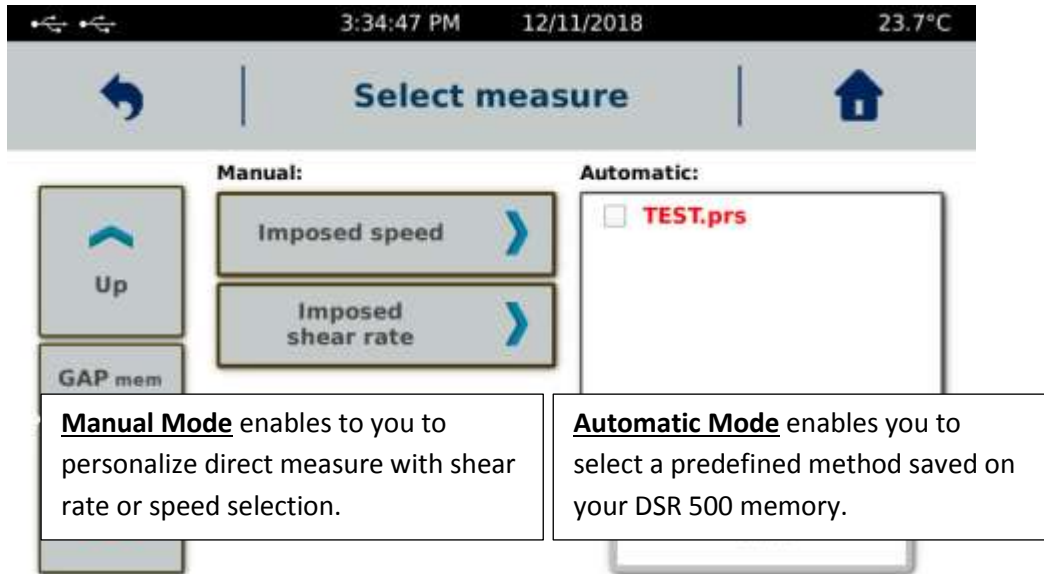 3:34:47 PM 12/11/2018 23.7°C
Select measure
Manual:
Automatic:
Up
GAP mem
Imposed speed
Imposed
shear rate
TEST.prs
Manual Mode enables to you to
personalize direct measure with shear
rate or speed selection.
Automatic Mode enables you to
select a predefined method saved on
your DSR 500 memory.